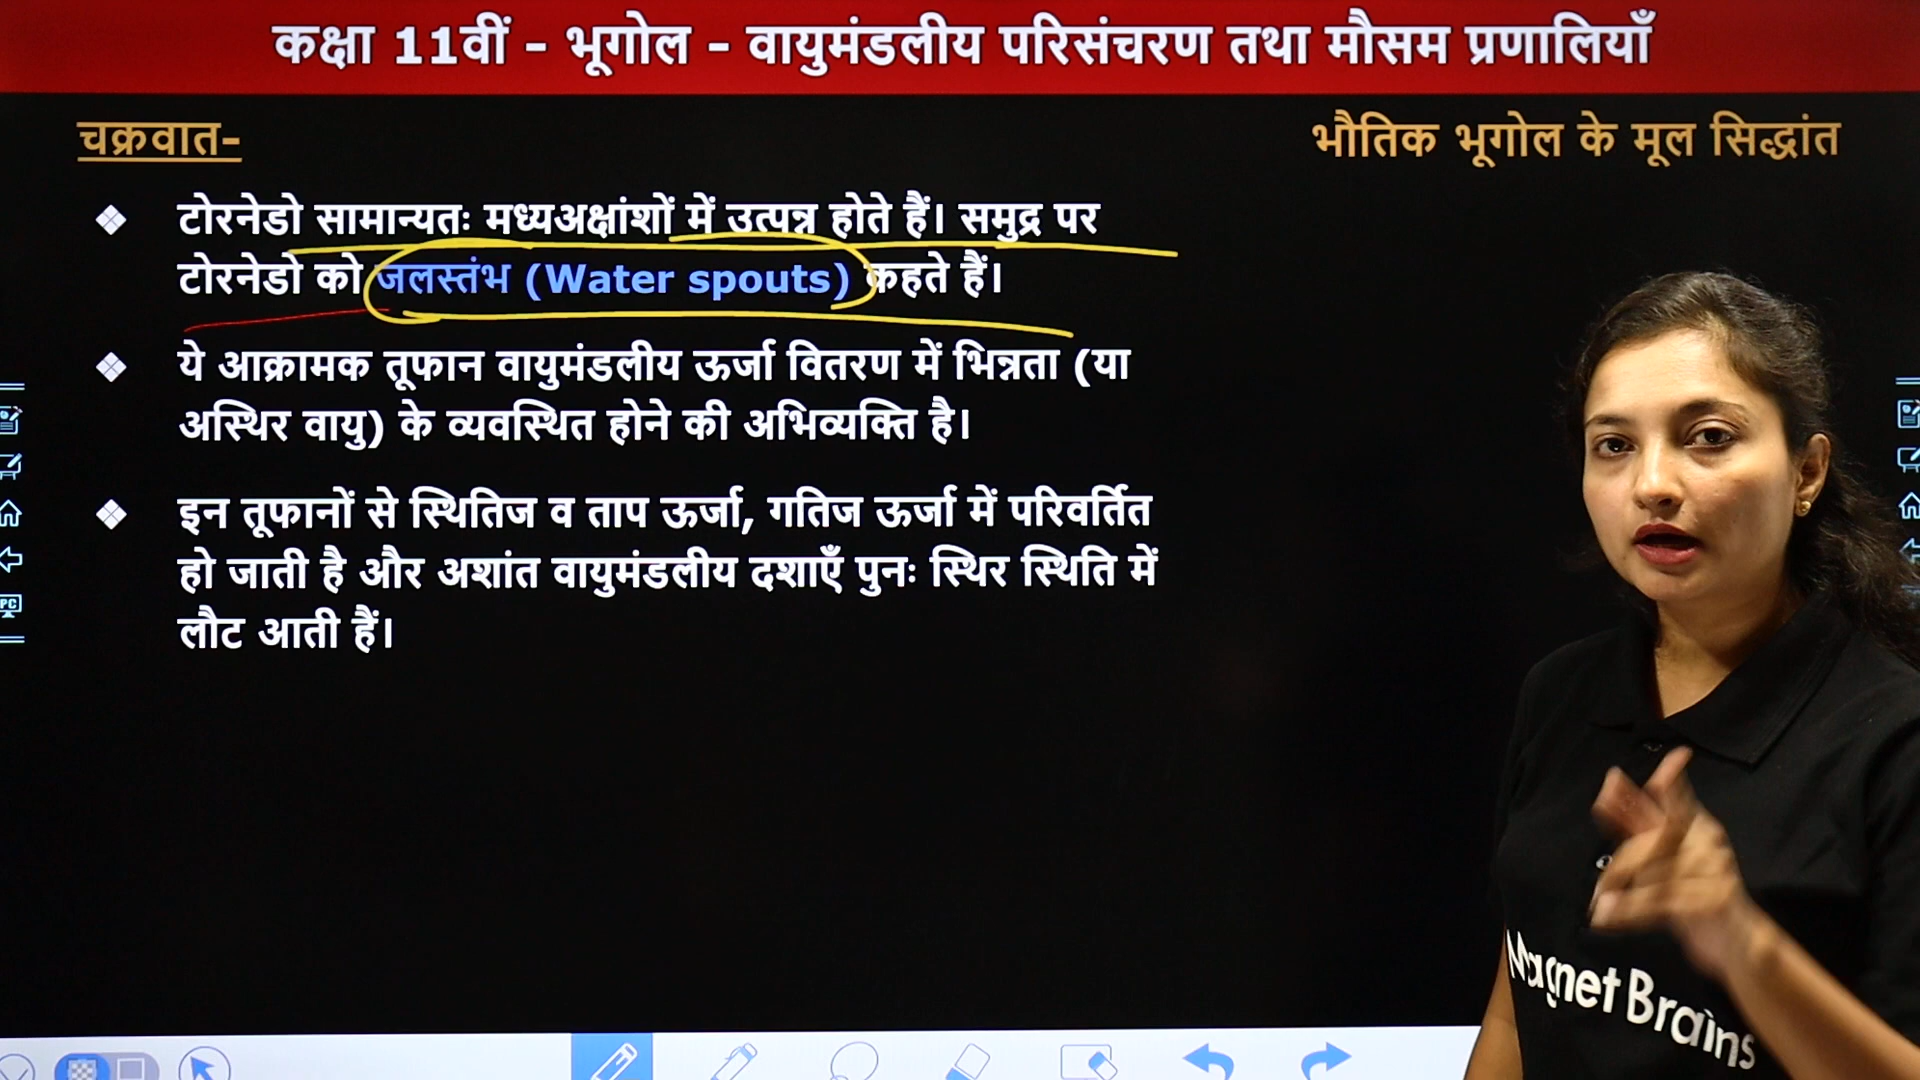 कक्षा 11वीं - भूगोल - वायुमंडलीय परिसंचरण तथा मौसम प्रणालियाँ
चक्रवात-
भौतिक भूगोल के मूल सिद्धांत
टोरनेडो सामान्यतः मध्यअक्षांशों में उत्पन्न होते हैं। समुद्र पर
टोरनेडो को जलस्तंभ (Water spouts) कहते हैं।
ये आक्रामक तूफान वायुमंडलीय ऊर्जा वितरण में भिन्नता (या
अस्थिर वायु) के व्यवस्थित होने की अभिव्यक्ति है।
इन तूफानों से स्थितिज व ताप ऊर्जा, गतिज ऊर्जा में परिवर्तित
हो जाती है और अशांत वायुमंडलीय दशाएँ पुनः स्थिर स्थिति में
लौट आती हैं।
PC
Magnet Brains